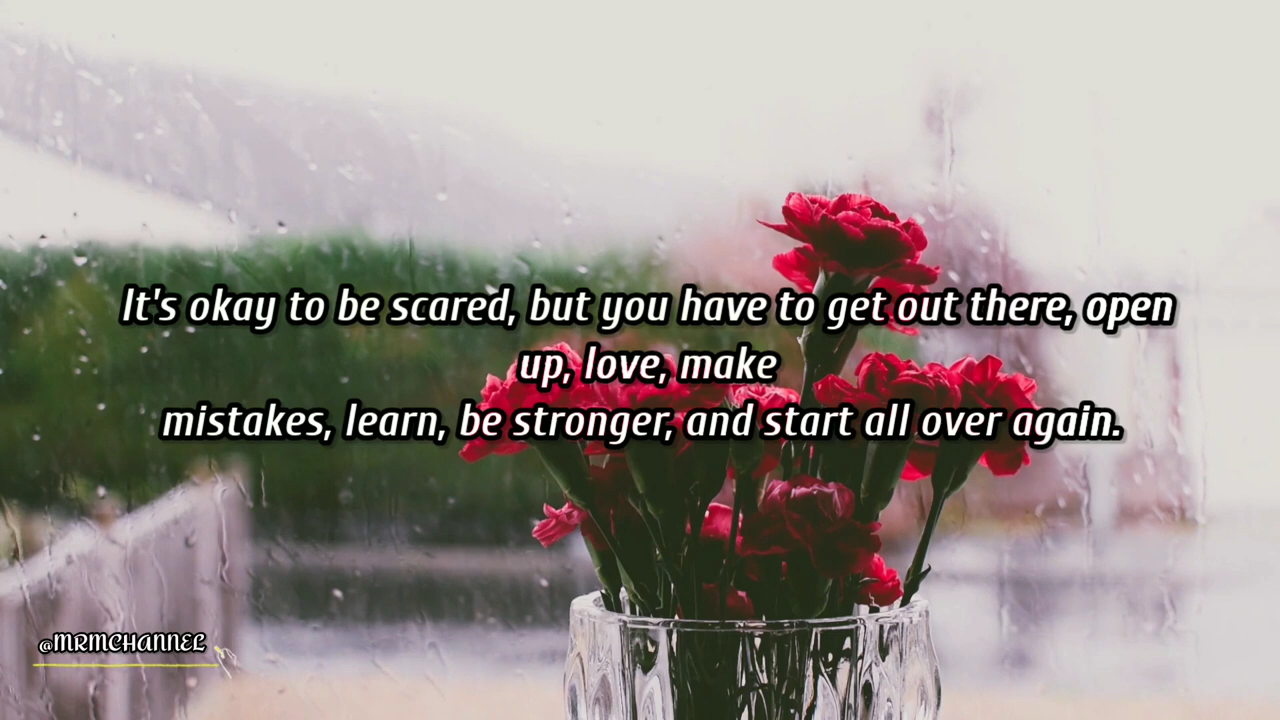 It's okay to be scared, but you have to get out there, open
up, love, make
mistakes, learn, be stronger, and start all over again.
@MRMCHANNEL